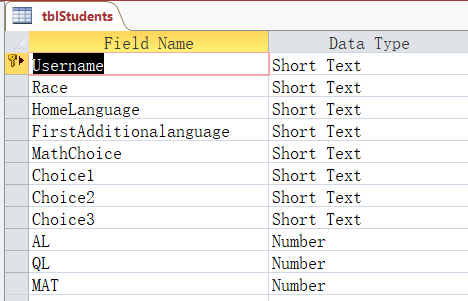 tblStudents
Field Name Data Type
Username Short Text
Race Short Text
HomeLanguage Short Text
FirstAdditionalanguage Short Text
MathChoice Short Text
Choice1 Short Text
Choice2 Short Text
Choice3 Short Text
AL Number
QL Number
MAT Number